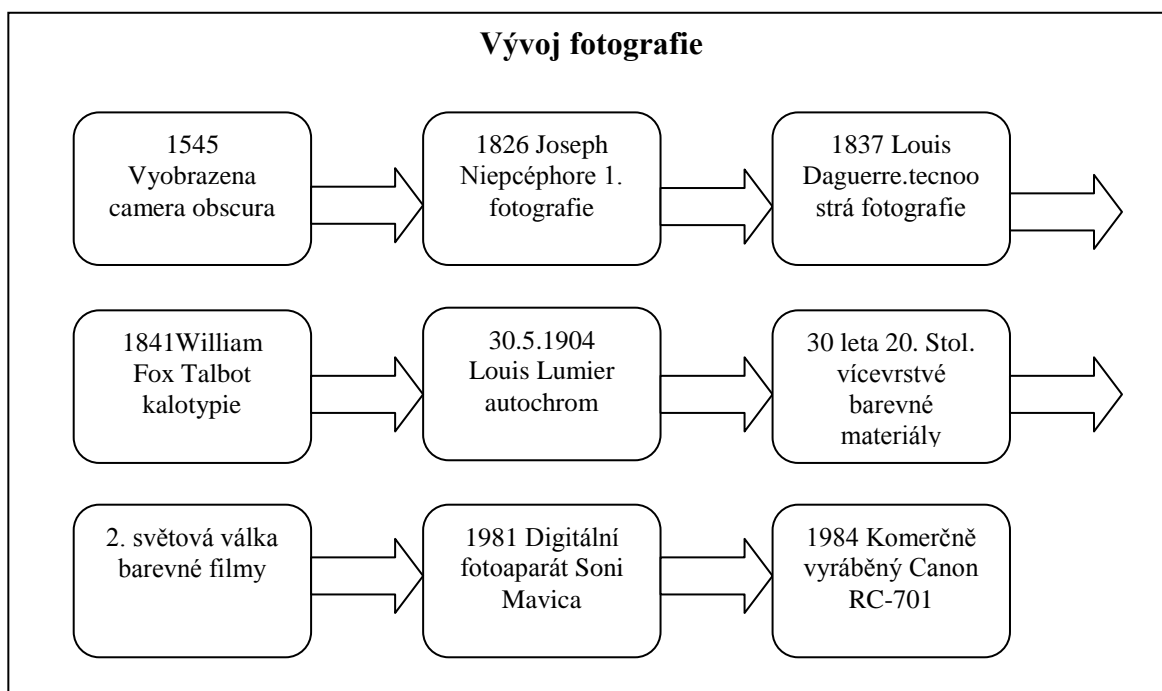 Vývoj fotografie
1545
Vyobrazena
camera obscura
1826 Joseph
Niepcéphore 1.
fotografie
1837 Louis
Daguerre.tecnoo
strá fotografie
1841William
Fox Talbot
kalotypie
30.5.1904
Louis Lumier
autochrom
30 leta 20. Stol.
vícevrstvé
barevné
materiály
2. světová válka
barevné filmy
1981 Digitální
fotoaparát Soni
Mavica
1984 Komerčně
vyráběný Canon
RC-701